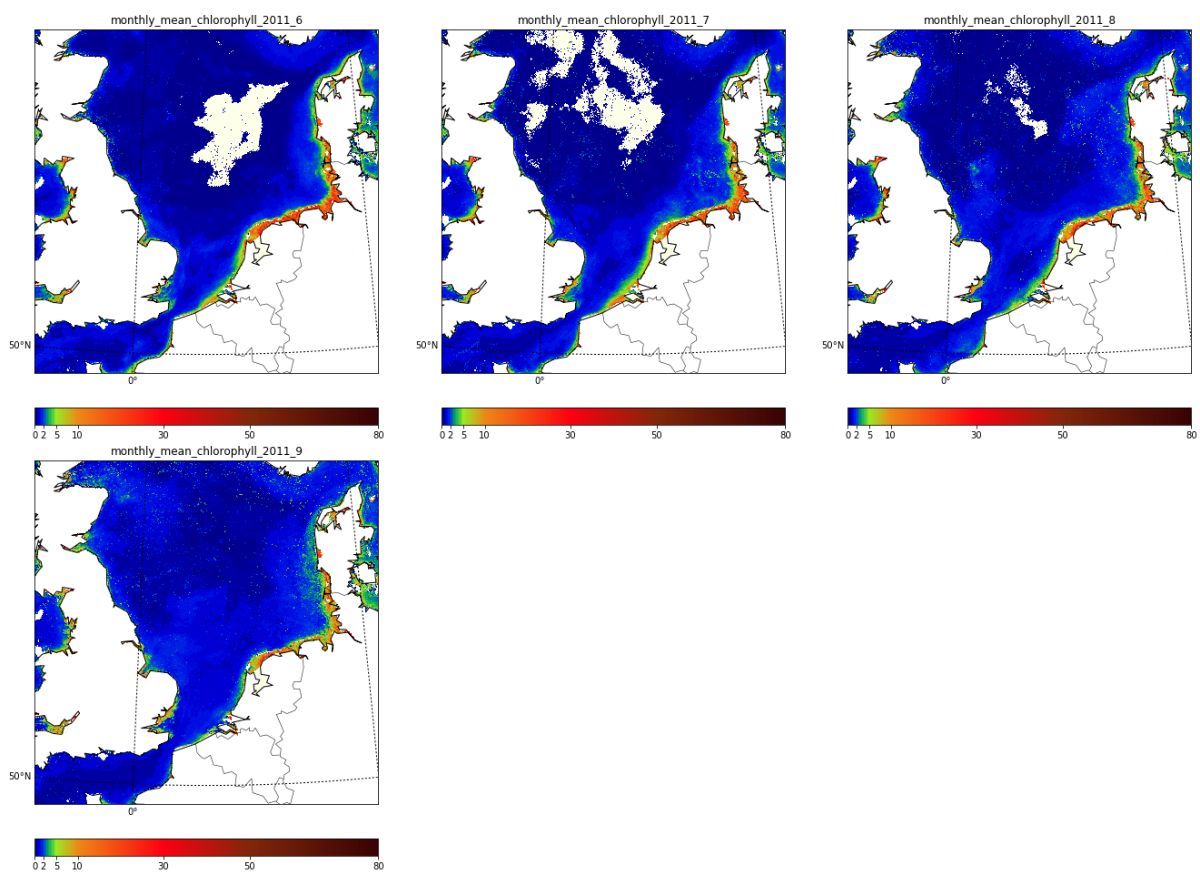 monthly_mean_chlorophyll_2011_6
monthly_mean_chlorophyll_2011_7
monthly_mean_chlorophyll_2011_8
50°N
50°N
50°N
0°
0°
0°
0 2 5 10 30 50 80
0 2 5 10 30 50 80
0 2 5 10 30 50 80
monthly_mean_chlorophyll_2011_9
50°N
0°
0 2 5 10 30 50 80